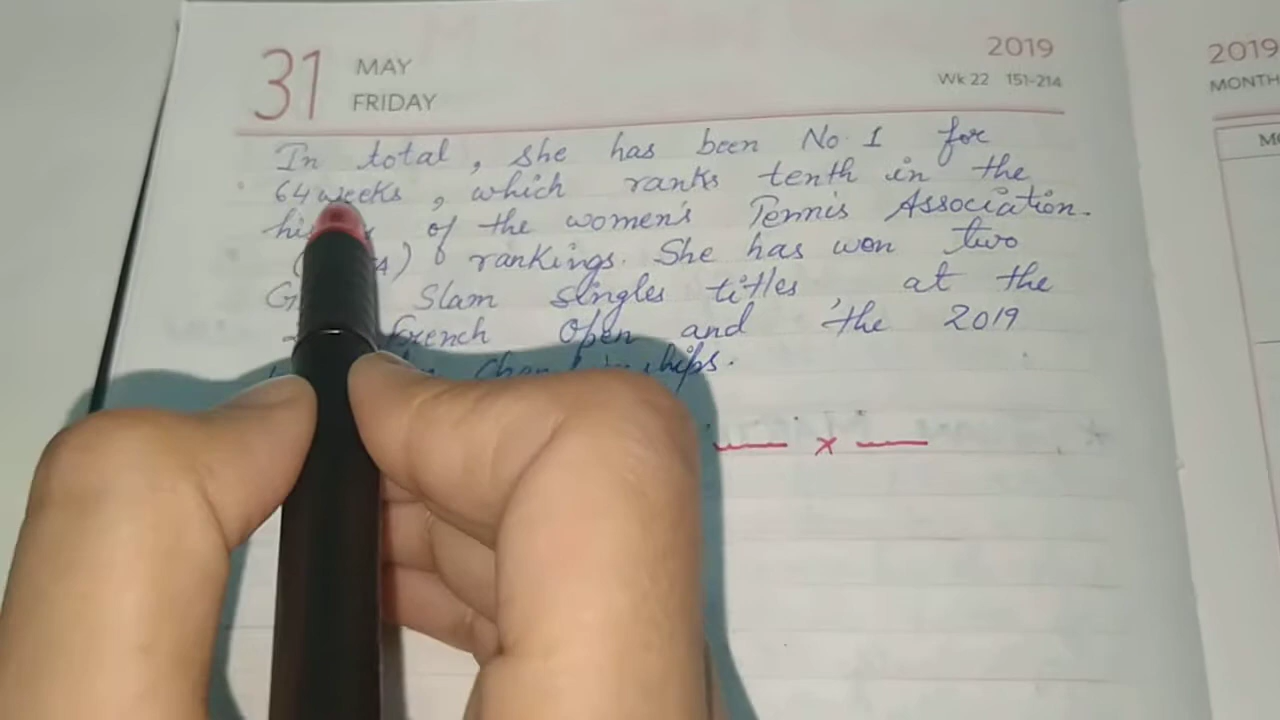 31 MAY 2019 2019
FRIDAY Wk 22 151-214 MONTH
In total, she has been No. 1 for
64 weeks, which ranks tenth in the
of the women's Tennis Association.
rankings. She has won two
Slam singles titles, at the
French Open and the 2019
x